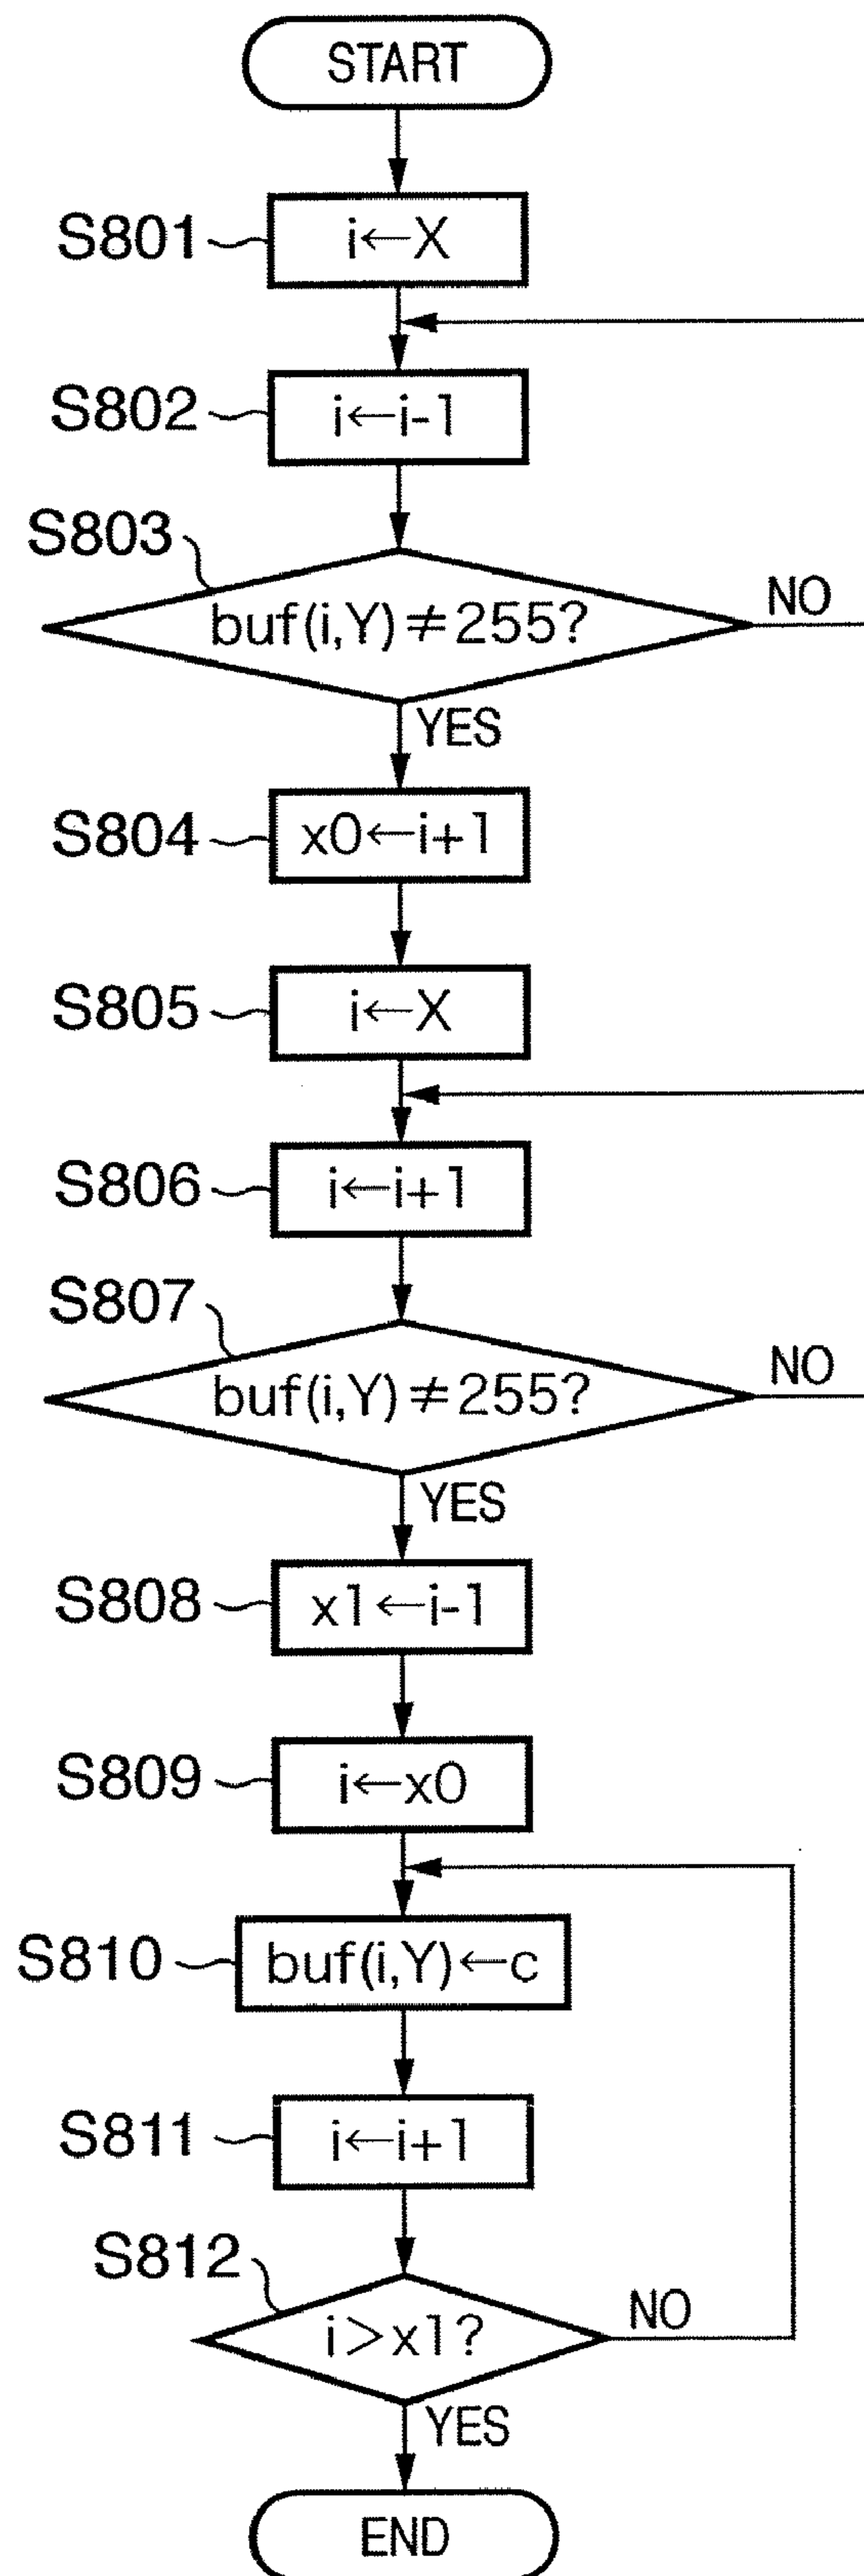 START
S801
i←X
S802
i←i-1
S803
buf(i,Y)≠255?
NO
YES
S804
x0←i+1
S805
i←X
S806
i←i+1
S807
buf(i,Y)≠255?
NO
YES
S808
x1←i-1
S809
i←x0
S810
buf(i,Y)←c
S811
i←i+1
S812
i>x1?
NO
YES
END